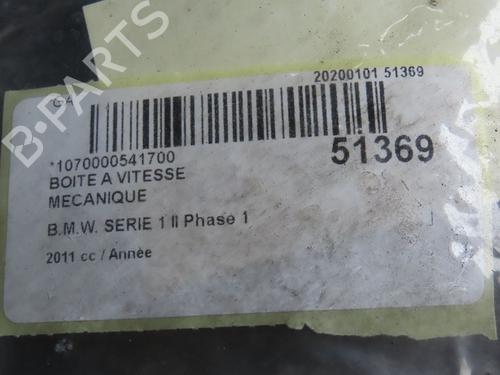 20200101 51369
*1070000541700
51369
BOITE A VITESSE
MECANIQUE
B.M.W. SERIE 1 II Phase 1
2011 cc / Année
B-PARTS